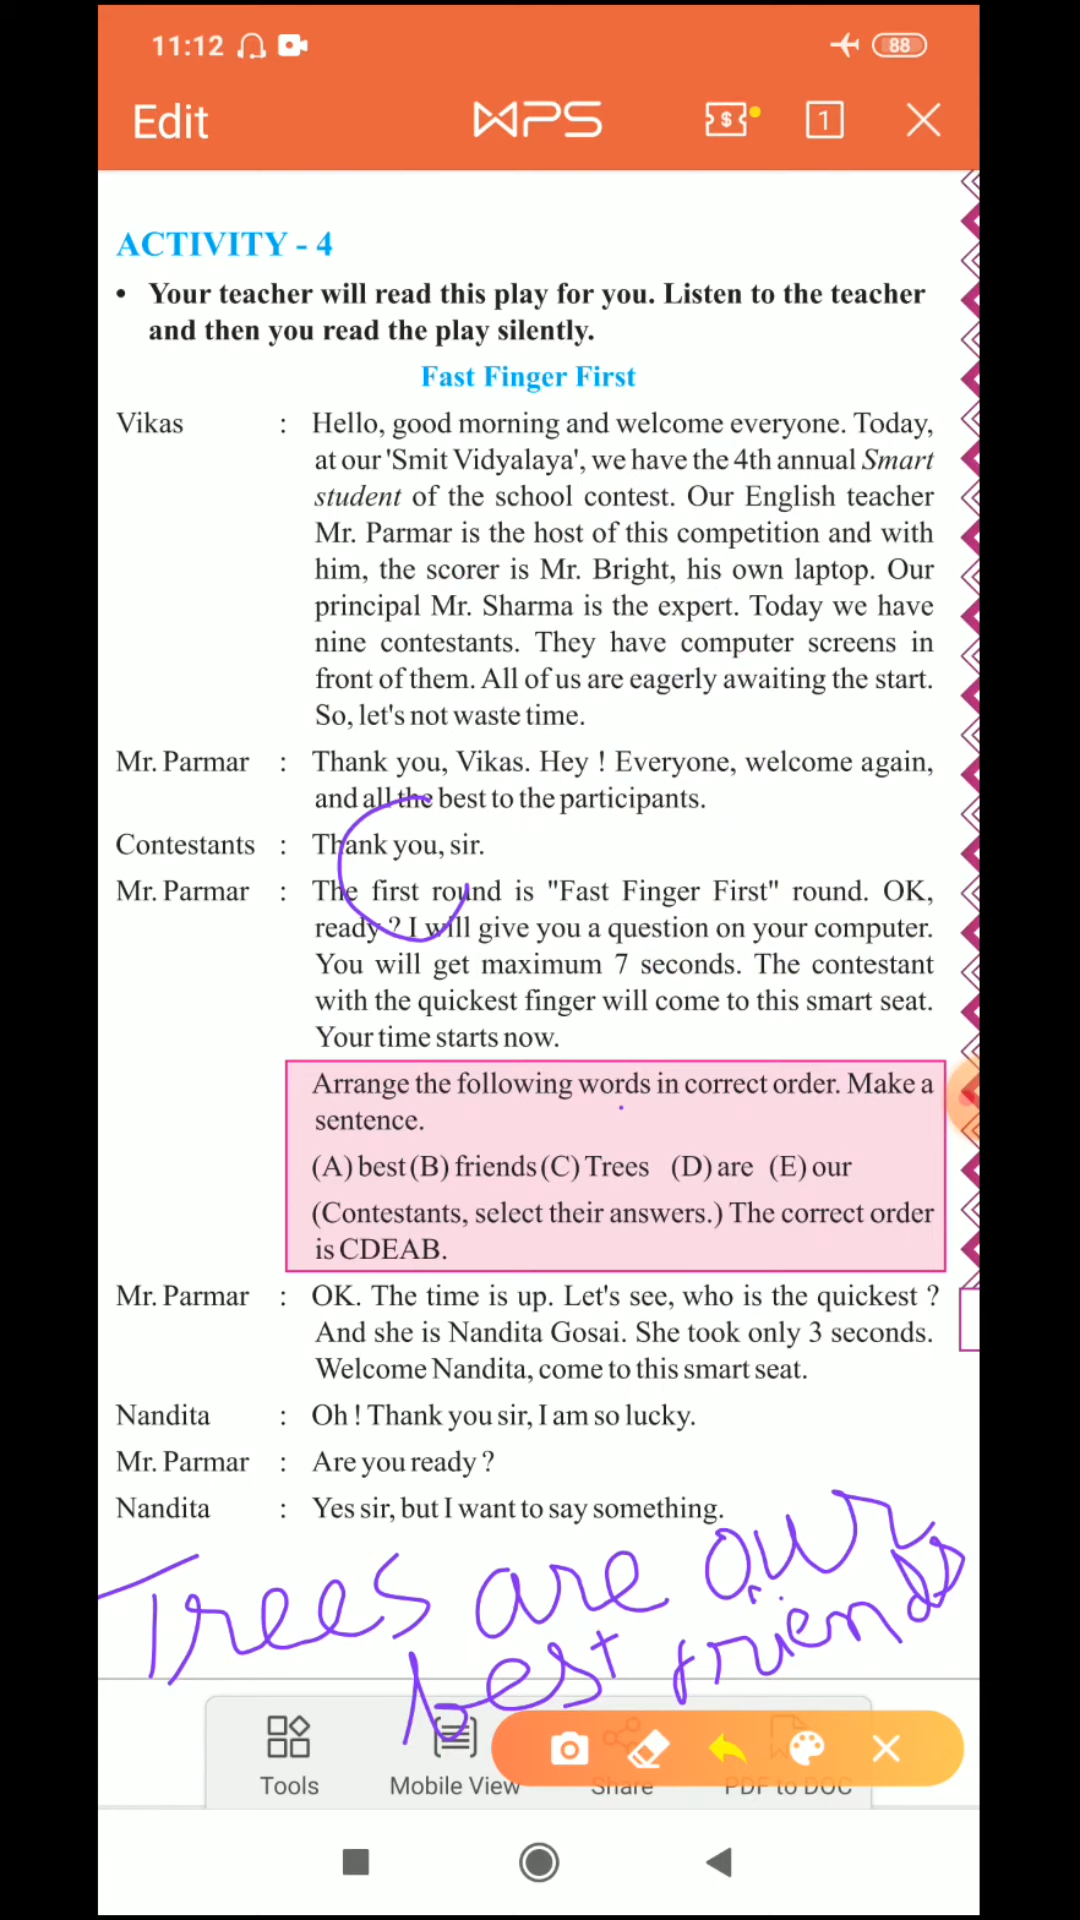 11:12 88
Edit WPS $ 1
ACTIVITY - 4
• Your teacher will read this play for you. Listen to the teacher
and then you read the play silently.
Fast Finger First
Vikas : Hello, good morning and welcome everyone. Today,
at our 'Smit Vidyalaya', we have the 4th annual Smart
student of the school contest. Our English teacher
Mr. Parmar is the host of this competition and with
him, the scorer is Mr. Bright, his own laptop. Our
principal Mr. Sharma is the expert. Today we have
nine contestants. They have computer screens in
front of them. All of us are eagerly awaiting the start.
So, let's not waste time.
Mr. Parmar : Thank you, Vikas. Hey ! Everyone, welcome again,
and all the best to the participants.
Contestants : Thank you, sir.
Mr. Parmar : The first round is "Fast Finger First" round. OK,
ready ? I will give you a question on your computer.
You will get maximum 7 seconds. The contestant
with the quickest finger will come to this smart seat.
Your time starts now.
Arrange the following words in correct order. Make a
sentence.
(A) best (B) friends (C) Trees (D) are (E) our
(Contestants, select their answers.) The correct order
is CDEAB.
Mr. Parmar : OK. The time is up. Let's see, who is the quickest ?
And she is Nandita Gosai. She took only 3 seconds.
Welcome Nandita, come to this smart seat.
Nandita : Oh ! Thank you sir, I am so lucky.
Mr. Parmar : Are you ready ?
Nandita : Yes sir, but I want to say something.
Trees are our
best friends
Tools Mobile View Share PDF to DOC